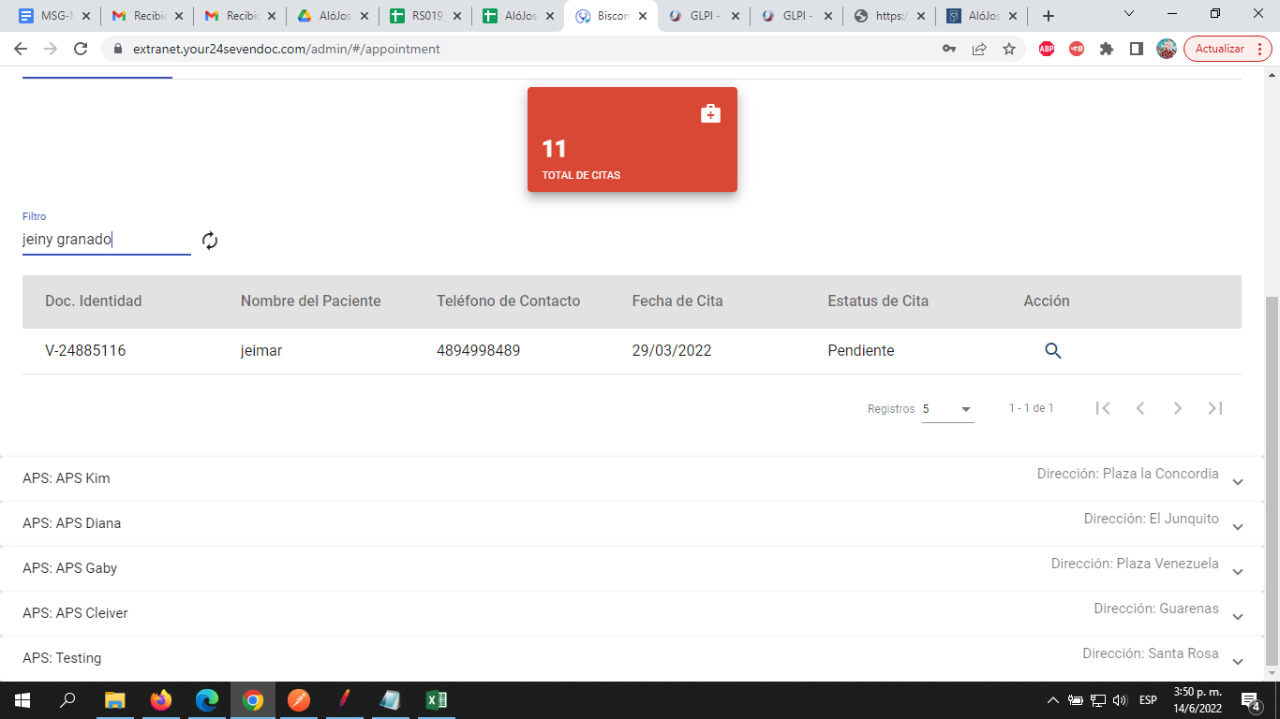 MSG-I
Recibic
Recibi
AlóJos
RS019
AlóJos.
Biscom
GLPI -
GLPI -
https:/
AlóJos
extranet.your24sevendoc.com/admin/#/appointment
ABP
Actualizar
11
TOTAL DE CITAS
Filtro
jeiny granado
Doc. Identidad Nombre del Paciente Teléfono de Contacto Fecha de Cita Estatus de Cita Acción
V-24885116 jeimar 4894998489 29/03/2022 Pendiente
Registros 5 1 - 1 de 1
APS: APS Kim Dirección: Plaza la Concordia
APS: APS Diana Dirección: El Junquito
APS: APS Gaby Dirección: Plaza Venezuela
APS: APS Cleiver Dirección: Guarenas
APS: Testing Dirección: Santa Rosa
ESP
3:50 p. m.
14/6/2022
4